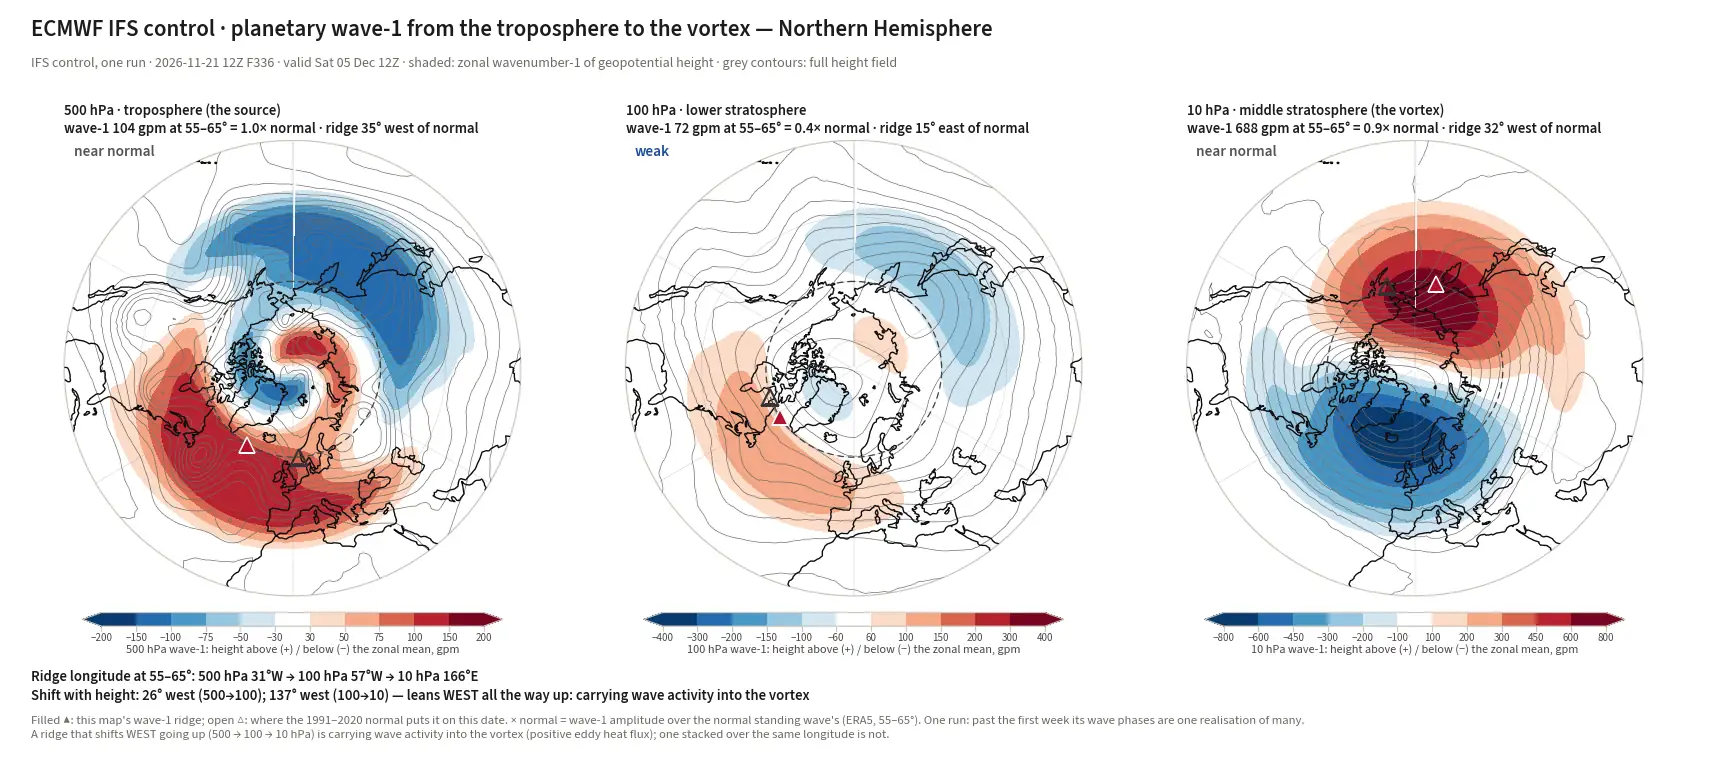 ECMWF IFS control · planetary wave-1 from the troposphere to the vortex — Northern Hemisphere
IFS control, one run · 2026-11-21 12Z F336 · valid Sat 05 Dec 12Z · shaded: zonal wavenumber-1 of geopotential height · grey contours: full height field
500 hPa · troposphere (the source)
wave-1 104 gpm at 55–65° = 1.0× normal · ridge 35° west of normal
near normal
100 hPa · lower stratosphere
wave-1 72 gpm at 55–65° = 0.4× normal · ridge 15° east of normal
weak
10 hPa · middle stratosphere (the vortex)
wave-1 688 gpm at 55–65° = 0.9× normal · ridge 32° west of normal
near normal
−200 −150 −100 −75 −50 −30 30 50 75 100 150 200
500 hPa wave-1: height above (+) / below (−) the zonal mean, gpm
−400 −300 −200 −150 −100 −60 60 100 150 200 300 400
100 hPa wave-1: height above (+) / below (−) the zonal mean, gpm
−800 −600 −450 −300 −200 −100 100 200 300 450 600 800
10 hPa wave-1: height above (+) / below (−) the zonal mean, gpm
Ridge longitude at 55–65°: 500 hPa 31°W → 100 hPa 57°W → 10 hPa 166°E
Shift with height: 26° west (500→100); 137° west (100→10) — leans WEST all the way up: carrying wave activity into the vortex
Filled ▲: this map's wave-1 ridge; open △: where the 1991–2020 normal puts it on this date. × normal = wave-1 amplitude over the normal standing wave's (ERA5, 55–65°). One run: past the first week its wave phases are one realisation of many.
A ridge that shifts WEST going up (500 → 100 → 10 hPa) is carrying wave activity into the vortex (positive eddy heat flux); one stacked over the same longitude is not.